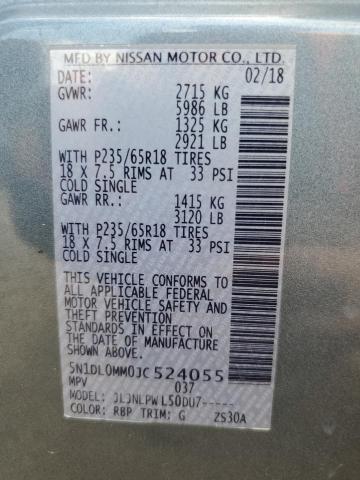 MFD BY NISSAN MOTOR CO., LTD.
DATE: 02/18
GVWR: 2715 KG
5986 LB
GAWR FR.: 1325 KG
2921 LB
WITH P235/65R18 TIRES
18 X 7.5 RIMS AT 33 PSI
COLD SINGLE
GAWR RR.: 1415 KG
3120 LB
WITH P235/65R18 TIRES
18 X 7.5 RIMS AT 33 PSI
COLD SINGLE
THIS VEHICLE CONFORMS TO
ALL APPLICABLE FEDERAL
MOTOR VEHICLE SAFETY AND
THEFT PREVENTION
STANDARDS IN EFFECT ON
THE DATE OF MANUFACTURE
SHOWN ABOVE.
5N1DL0MM0JC524055
MPV 037
MODEL: JLJNLPWL50DU7-----
COLOR: RBP TRIM: G ZS30A